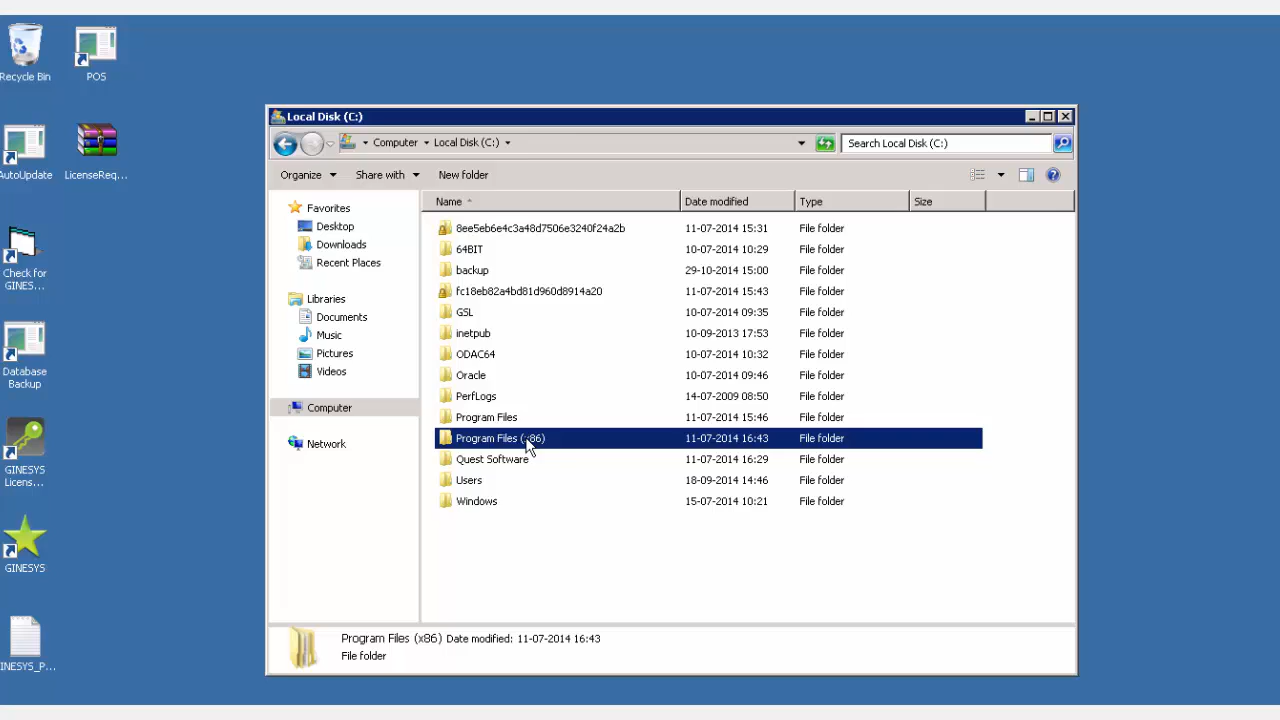 Recycle Bin
POS
AutoUpdate
LicenseReq...
Check for
GINES...
Database
Backup
GINESYS
Licens...
GINESYS
INESYS_P...
Local Disk (C:)
Computer
Local Disk (C:)
Search Local Disk (C:)
Organize
Share with
New folder
Favorites
Desktop
Downloads
Recent Places
Libraries
Documents
Music
Pictures
Videos
Computer
Network
Name Date modified Type Size
8ee5eb6e4c3a48d7506e3240f24a2b 11-07-2014 15:31 File folder
64BIT 10-07-2014 10:29 File folder
backup 29-10-2014 15:00 File folder
fc18eb82a4bd81d960d8914a20 11-07-2014 15:43 File folder
GSL 10-07-2014 09:35 File folder
inetpub 10-09-2013 17:53 File folder
ODAC64 10-07-2014 10:32 File folder
Oracle 10-07-2014 09:46 File folder
PerfLogs 14-07-2009 08:50 File folder
Program Files 11-07-2014 15:46 File folder
Program Files (x86) 11-07-2014 16:43 File folder
Quest Software 11-07-2014 16:29 File folder
Users 18-09-2014 14:46 File folder
Windows 15-07-2014 10:21 File folder
Program Files (x86) Date modified: 11-07-2014 16:43
File folder